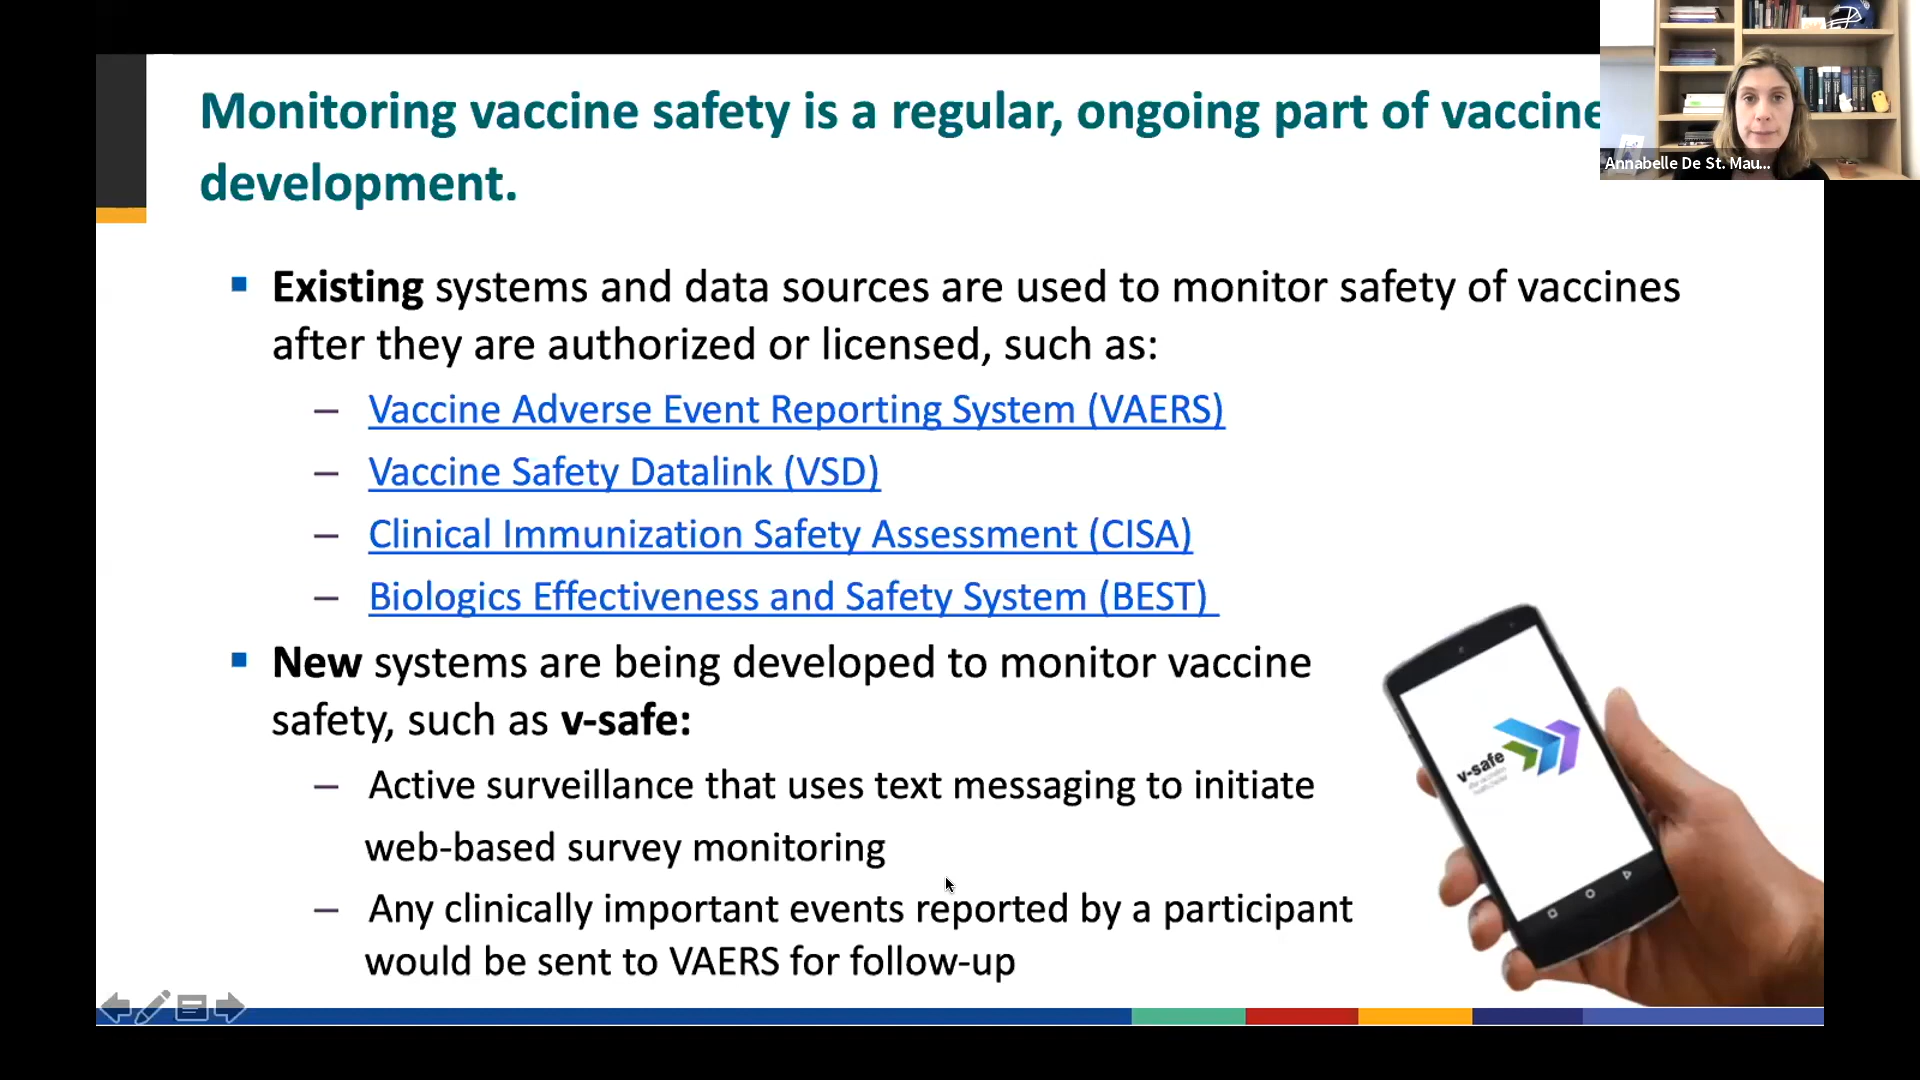 Monitoring vaccine safety is a regular, ongoing part of vaccine
development.
Annabelle De St. Mau...
Existing systems and data sources are used to monitor safety of vaccines
after they are authorized or licensed, such as:
– Vaccine Adverse Event Reporting System (VAERS)
– Vaccine Safety Datalink (VSD)
– Clinical Immunization Safety Assessment (CISA)
– Biologics Effectiveness and Safety System (BEST)
New systems are being developed to monitor vaccine
safety, such as v-safe:
– Active surveillance that uses text messaging to initiate
web-based survey monitoring
– Any clinically important events reported by a participant
would be sent to VAERS for follow-up
v-safe